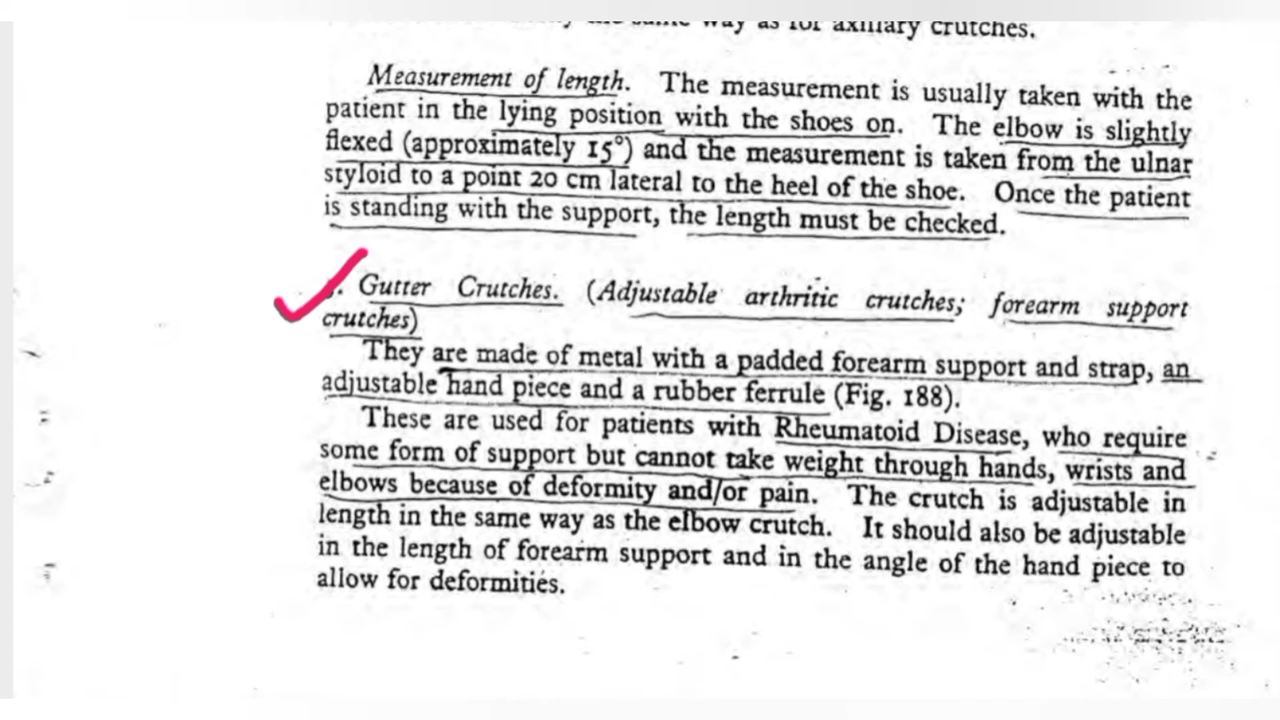 the same way as for axillary crutches.
Measurement of length. The measurement is usually taken with the
patient in the lying position with the shoes on. The elbow is slightly
flexed (approximately 15°) and the measurement is taken from the ulnar
styloid to a point 20 cm lateral to the heel of the shoe. Once the patient
is standing with the support, the length must be checked.
Gutter Crutches. (Adjustable arthritic crutches; forearm support
crutches)
They are made of metal with a padded forearm support and strap, an
adjustable hand piece and a rubber ferrule (Fig. 188).
These are used for patients with Rheumatoid Disease, who require
some form of support but cannot take weight through hands, wrists and
elbows because of deformity and/or pain. The crutch is adjustable in
length in the same way as the elbow crutch. It should also be adjustable
in the length of forearm support and in the angle of the hand piece to
allow for deformities.